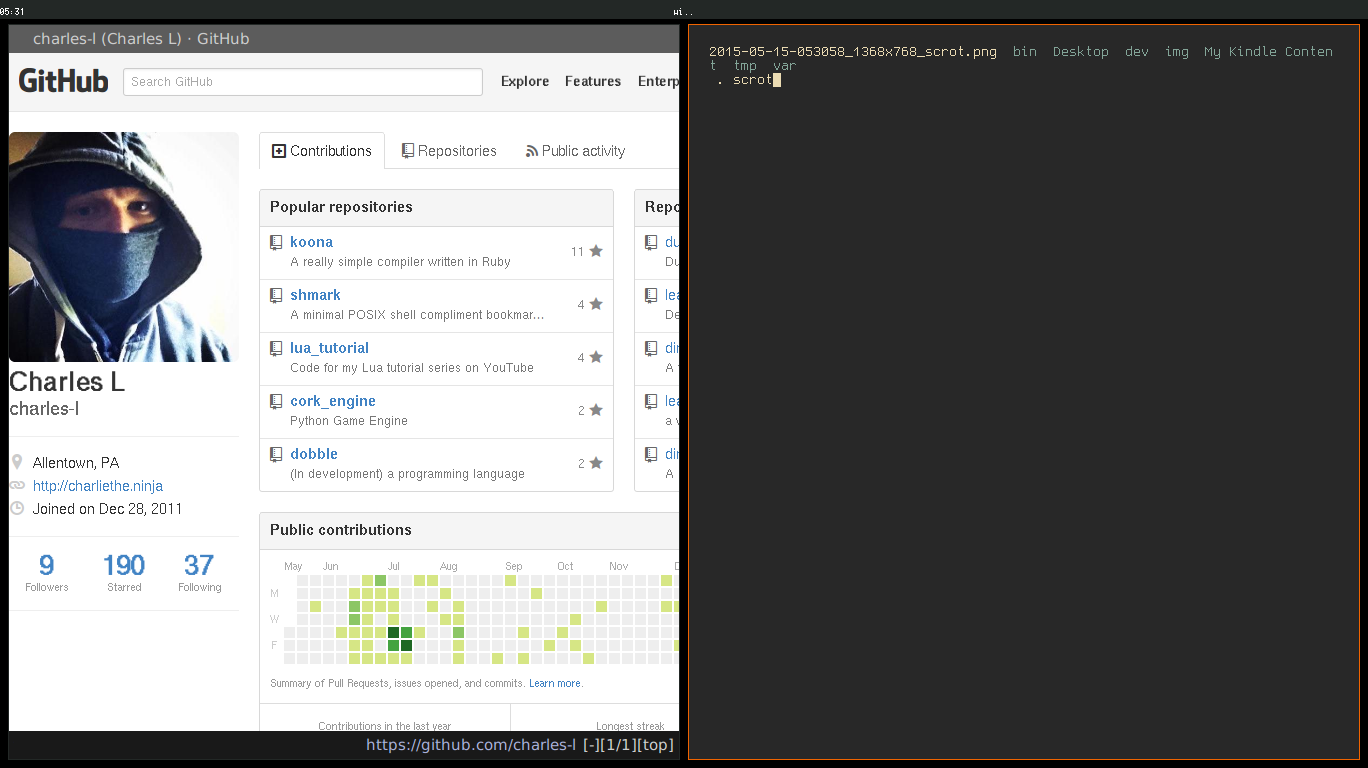 05:31
wi..
charles-l (Charles L) · GitHub
GitHub
Search GitHub
Explore
Features
Enterp
Contributions
Repositories
Public activity
Popular repositories
koona
A really simple compiler written in Ruby
11
shmark
A minimal POSIX shell compliment bookmar...
4
lua_tutorial
Code for my Lua tutorial series on YouTube
4
cork_engine
Python Game Engine
2
dobble
(In development) a programming language
2
Repo
du
Du
lea
De
din
A
lea
a v
din
A
Charles L
charles-l
Allentown, PA
http://charliethe.ninja
Joined on Dec 28, 2011
9 190 37
Followers Starred Following
Public contributions
May Jun Jul Aug Sep Oct Nov D
M
W
F
Summary of Pull Requests, issues opened, and commits. Learn more.
Contributions in the last year
Longest streak
https://github.com/charles-l [-][1/1][top]
2015-05-15-053058_1368x768_scrot.png bin Desktop dev img My Kindle Conten
t tmp var
. scrot